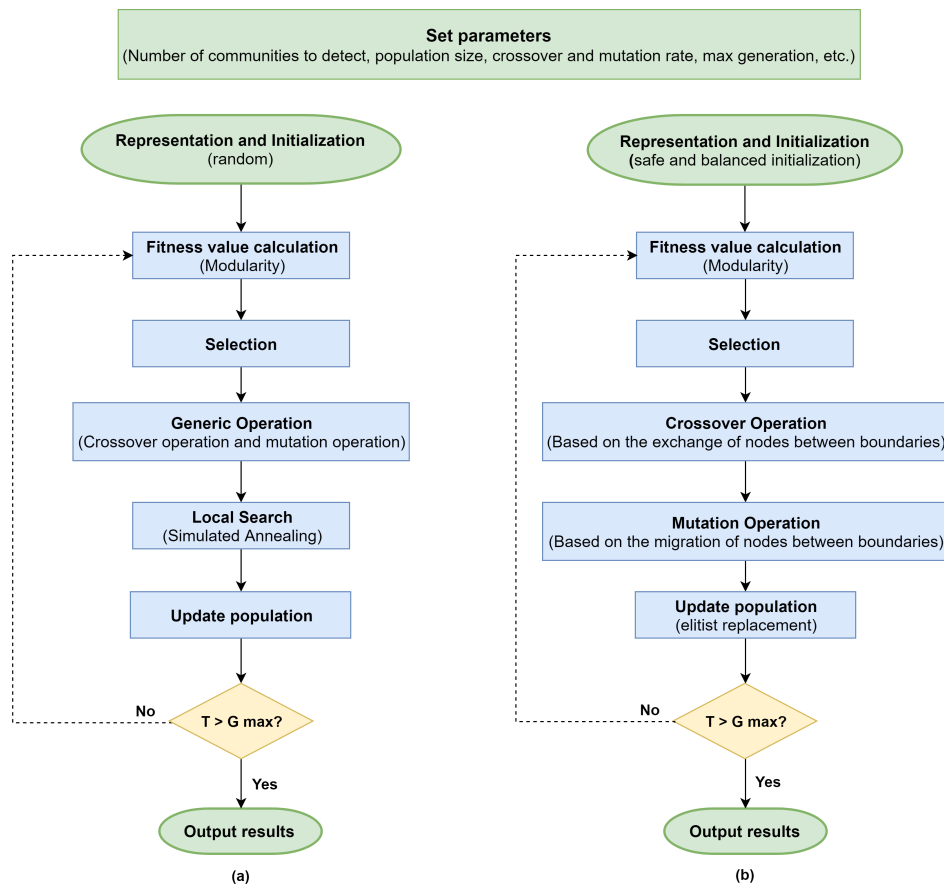 Set parameters
(Number of communities to detect, population size, crossover and mutation rate, max generation, etc.)
Representation and Initialization
(random)
Fitness value calculation
(Modularity)
Selection
Generic Operation
(Crossover operation and mutation operation)
Local Search
(Simulated Annealing)
Update population
No
T > G max?
Yes
Output results
(a)
Representation and Initialization
(safe and balanced initialization)
Fitness value calculation
(Modularity)
Selection
Crossover Operation
(Based on the exchange of nodes between boundaries)
Mutation Operation
(Based on the migration of nodes between boundaries)
Update population
(elitist replacement)
No
T > G max?
Yes
Output results
(b)